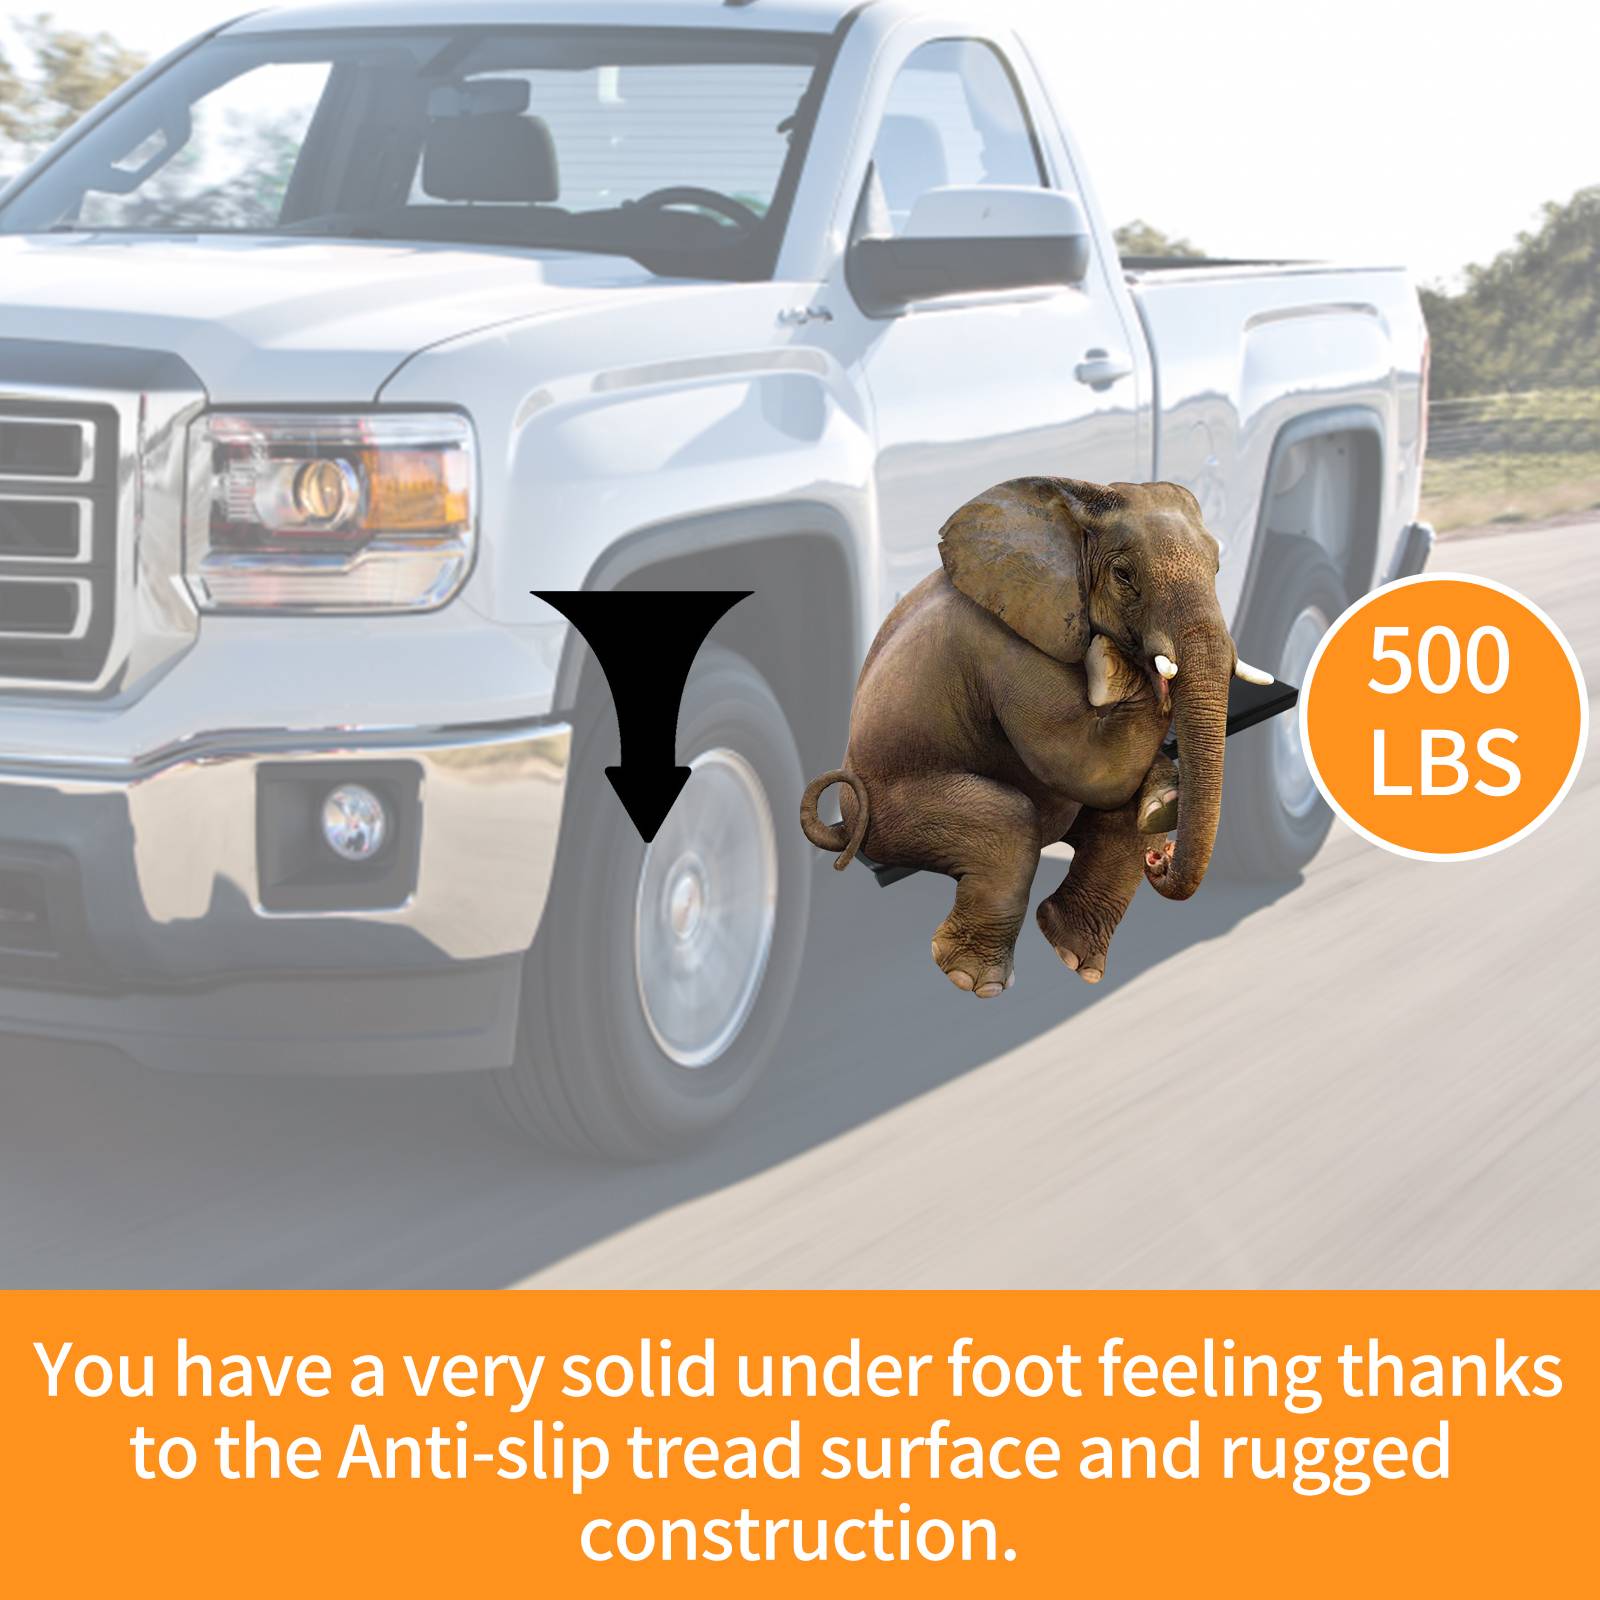 500
LBS
You have a very solid under foot feeling thanks
to the Anti-slip tread surface and rugged
construction.